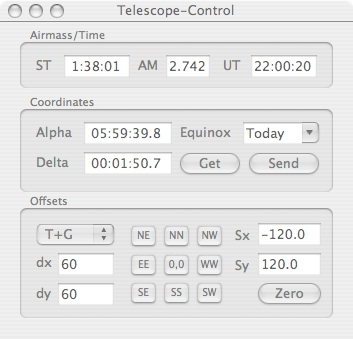 Telescope-Control
Airmass/Time
ST 1:38:01 AM 2.742 UT 22:00:20
Coordinates
Alpha 05:59:39.8 Equinox Today
Delta 00:01:50.7 Get Send
Offsets
T+G NE NN NW Sx -120.0
dx 60 EE 0,0 WW Sy 120.0
dy 60 SE SS SW Zero